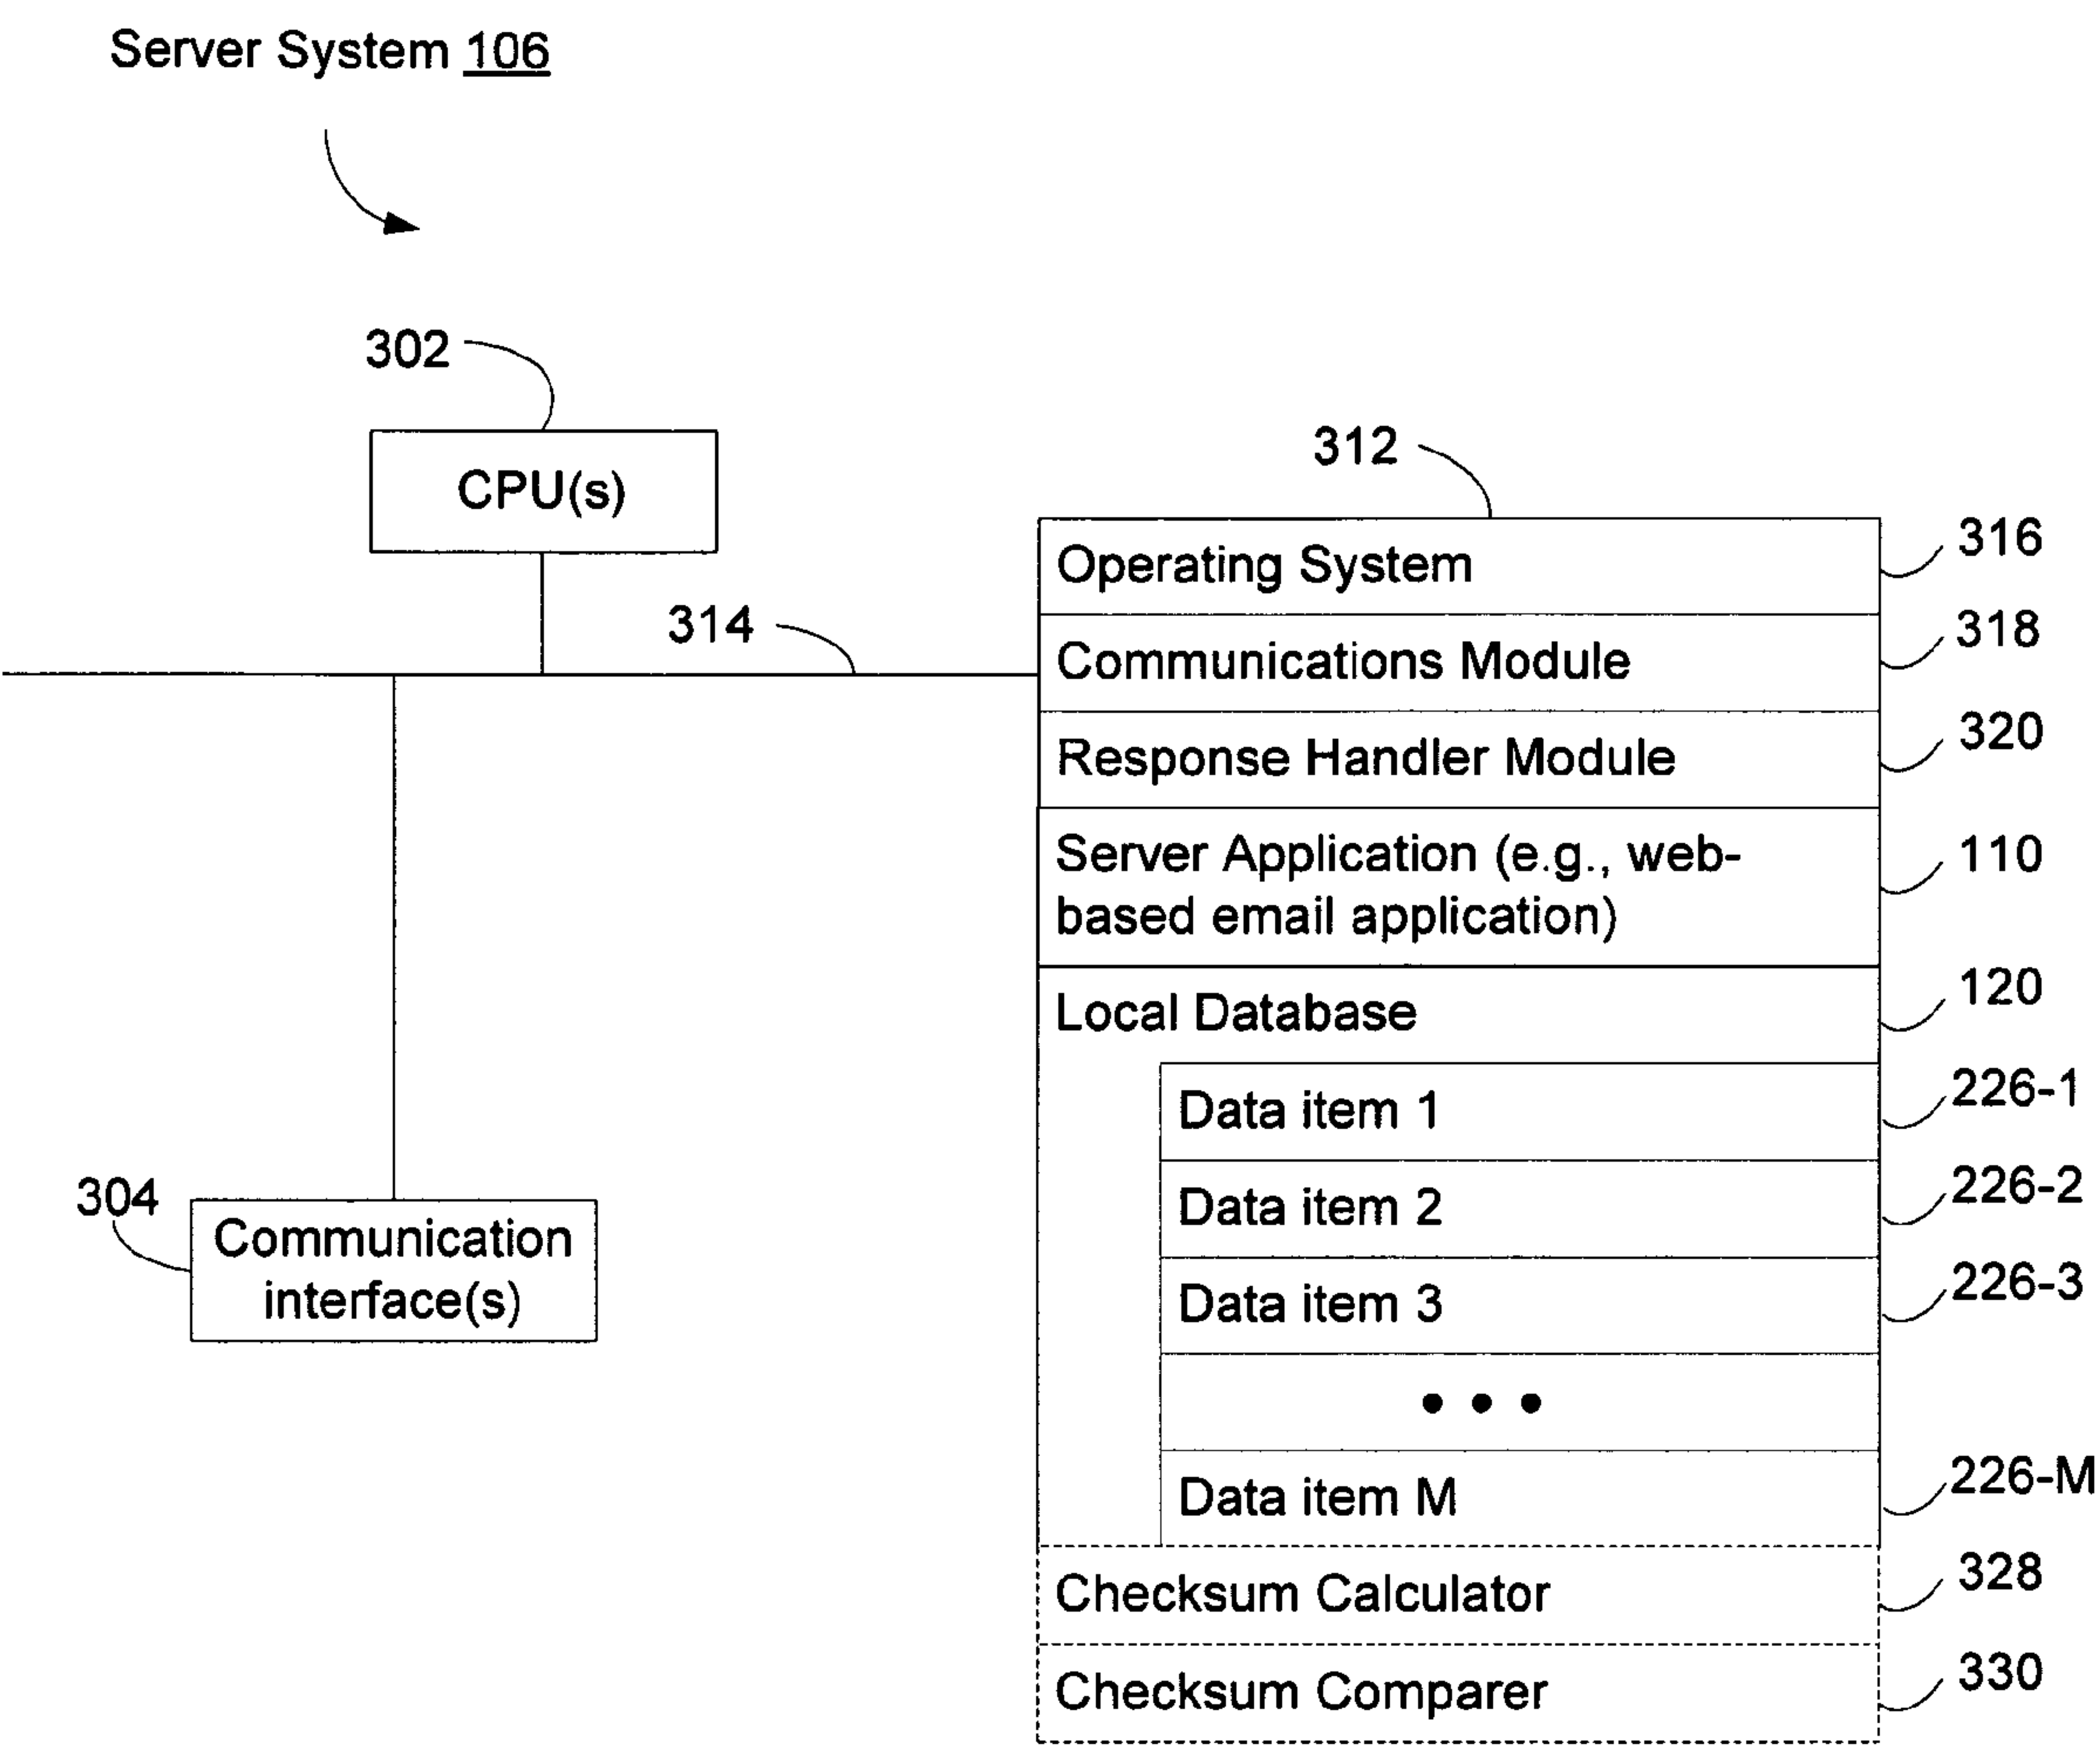 Server System 106
302
CPU(s)
312
314
Operating System
316
Communications Module
318
Response Handler Module
320
Server Application (e.g., web-
based email application)
110
Local Database
120
Data item 1
226-1
Data item 2
226-2
Data item 3
226-3
• • •
Data item M
226-M
304
Communication
interface(s)
Checksum Calculator
328
Checksum Comparer
330